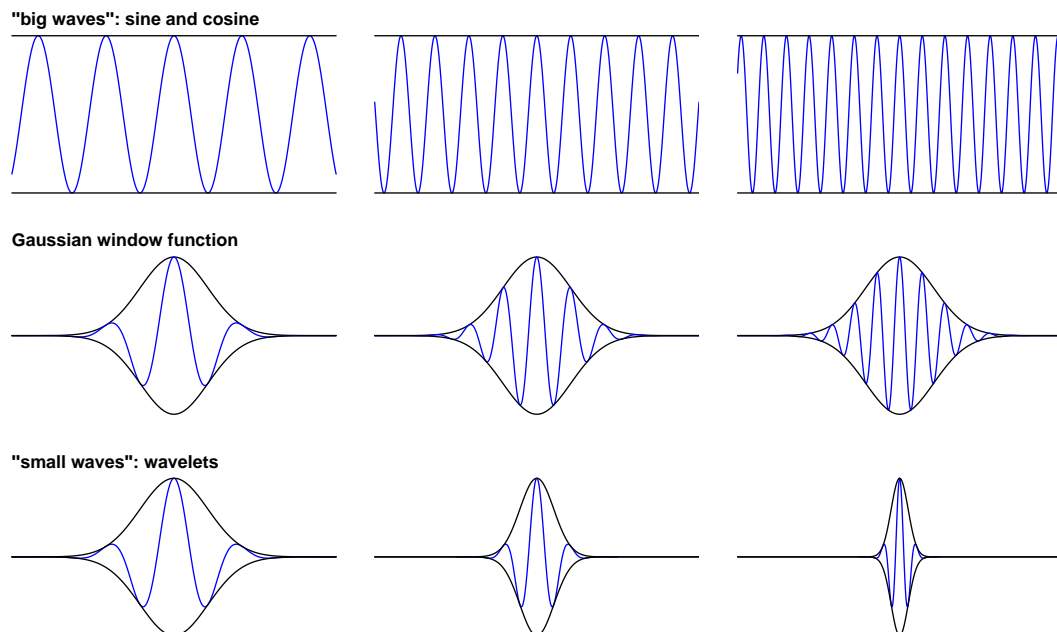 "big waves": sine and cosine
Gaussian window function
"small waves": wavelets